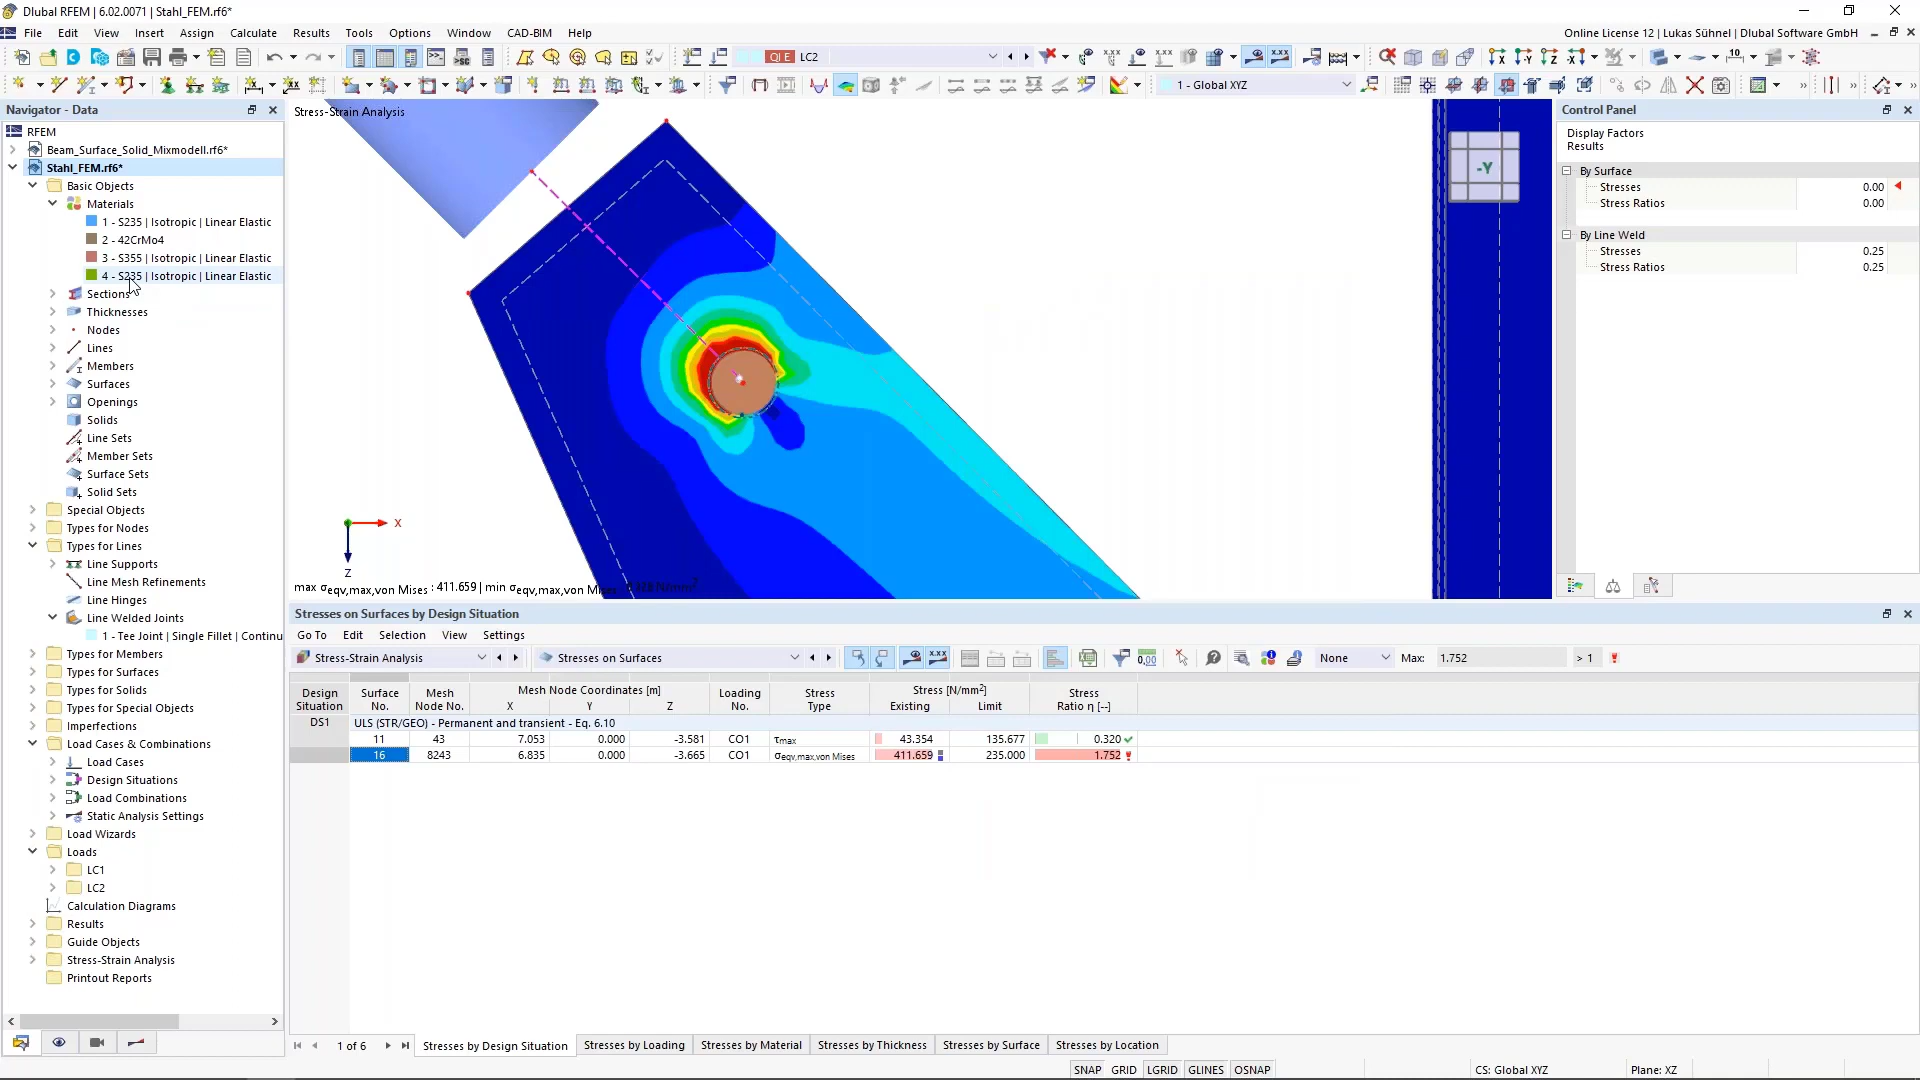 Dlubal RFEM | 6.02.0071 | Stahl_FEM.rf6*
File Edit View Insert Assign Calculate Results Tools Options Window CAD-BIM Help
Online License 12 | Lukas Sühnel | Dlubal Software GmbH
QI E LC2
1 - Global XYZ
Navigator - Data
RFEM
Beam_Surface_Solid_Mixmodell.rf6*
Stahl_FEM.rf6*
Basic Objects
Materials
1 - S235 | Isotropic | Linear Elastic
2 - 42CrMo4
3 - S355 | Isotropic | Linear Elastic
4 - S235 | Isotropic | Linear Elastic
Sections
Thicknesses
Nodes
Lines
Members
Surfaces
Openings
Solids
Line Sets
Member Sets
Surface Sets
Solid Sets
Special Objects
Types for Nodes
Types for Lines
Line Supports
Line Mesh Refinements
Line Hinges
Line Welded Joints
1 - Tee Joint | Single Fillet | Continu
Types for Members
Types for Surfaces
Types for Solids
Types for Special Objects
Imperfections
Load Cases & Combinations
Load Cases
Design Situations
Load Combinations
Static Analysis Settings
Load Wizards
Loads
LC1
LC2
Calculation Diagrams
Results
Guide Objects
Stress-Strain Analysis
Printout Reports
Stress-Strain Analysis
-Y
X
Z
max σeqv,max,von Mises : 411.659 | min σeqv,max,von Mises
Control Panel
Display Factors
Results
By Surface
Stresses 0.00
Stress Ratios 0.00
By Line Weld
Stresses 0.25
Stress Ratios 0.25
Stresses on Surfaces by Design Situation
Go To Edit Selection View Settings
Stress-Strain Analysis Stresses on Surfaces None Max: 1.752 > 1
Design Surface Mesh Mesh Node Coordinates [m] Loading Stress Stress [N/mm²] Stress
Situation No. Node No. X Y Z No. Type Existing Limit Ratio η [--]
DS1 ULS (STR/GEO) - Permanent and transient - Eq. 6.10
11 43 7.053 0.000 -3.581 CO1 τmax 43.354 135.677 0.320
16 8243 6.835 0.000 -3.665 CO1 σeqv,max,von Mises 411.659 235.000 1.752
1 of 6 Stresses by Design Situation Stresses by Loading Stresses by Material Stresses by Thickness Stresses by Surface Stresses by Location
SNAP GRID LGRID GLINES OSNAP CS: Global XYZ Plane: XZ